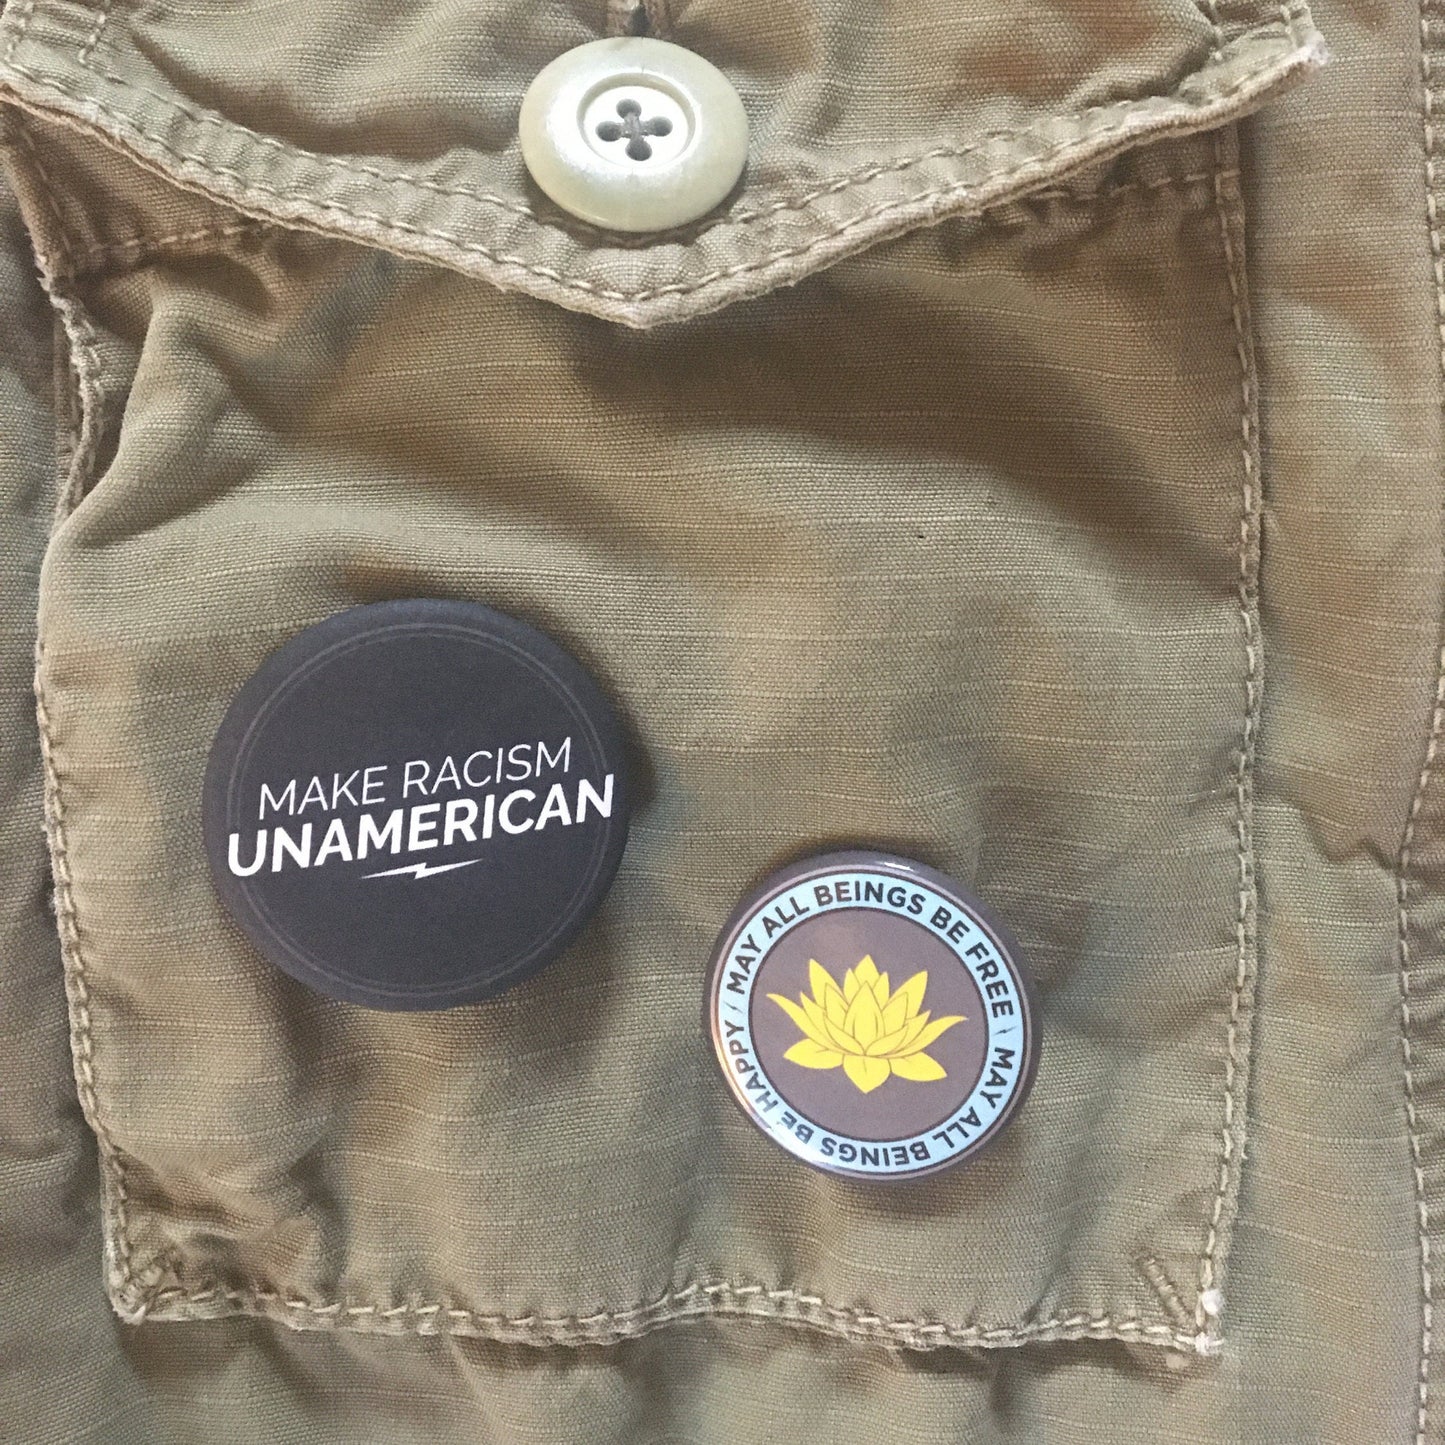 MAKE RACISM
UNAMERICAN
MAY ALL BEINGS BE FREE / MAY ALL BEINGS BE HAPPY /